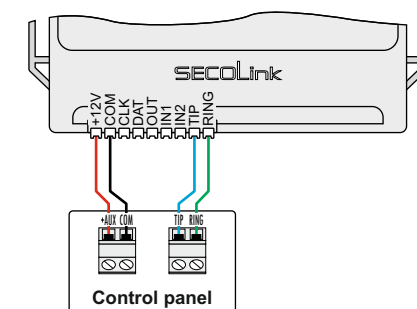 SECOLink
+12V
COM
CLK
DAT
OUT
IN1
IN2
TIP
RING
+AUX COM TIP RING
Control panel